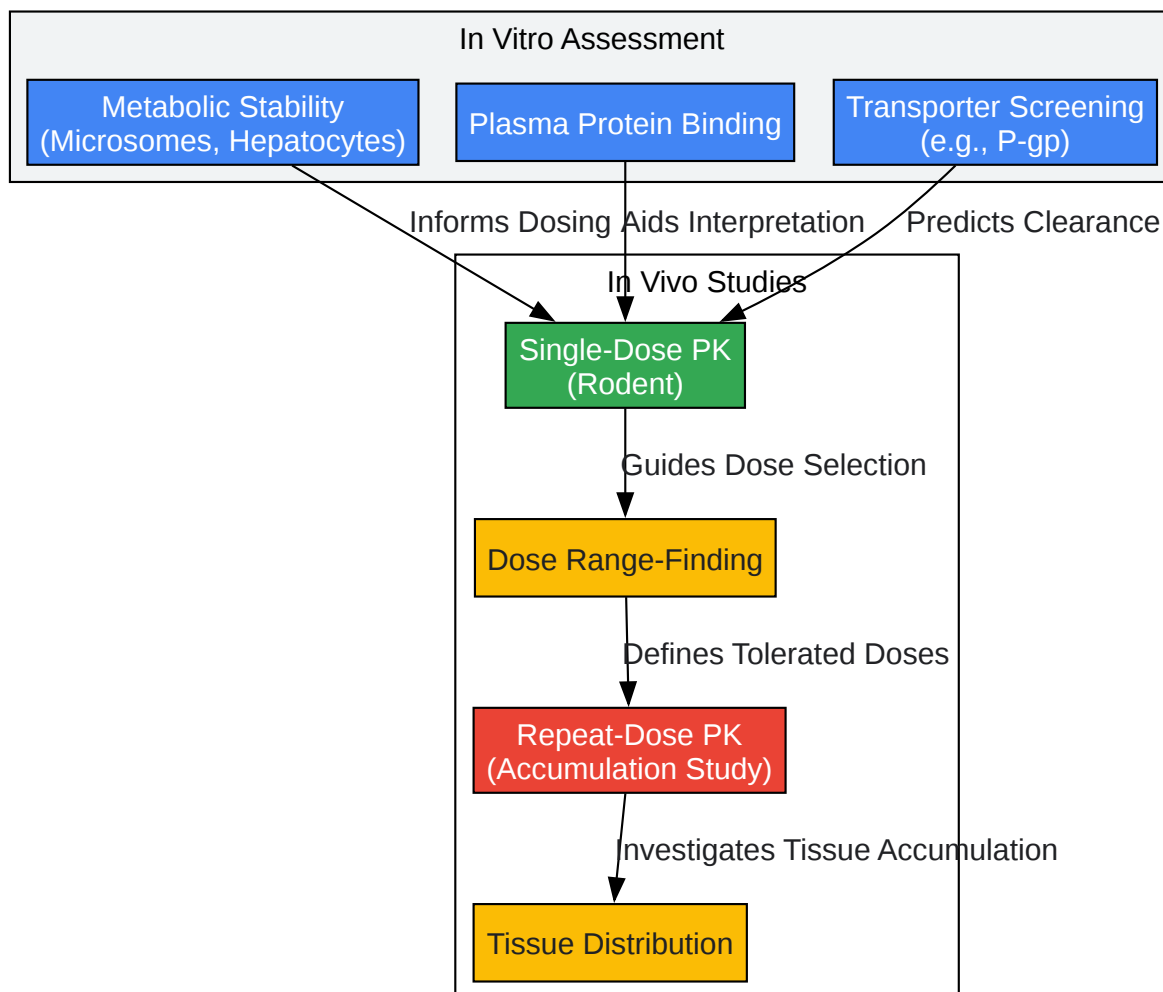 In Vitro Assessment
Metabolic Stability
(Microsomes, Hepatocytes)
Plasma Protein Binding
Transporter Screening
(e.g., P-gp)
Informs Dosing
Aids Interpretation
Predicts Clearance
In Vivo Studies
Single-Dose PK
(Rodent)
Guides Dose Selection
Dose Range-Finding
Defines Tolerated Doses
Repeat-Dose PK
(Accumulation Study)
Investigates Tissue Accumulation
Tissue Distribution